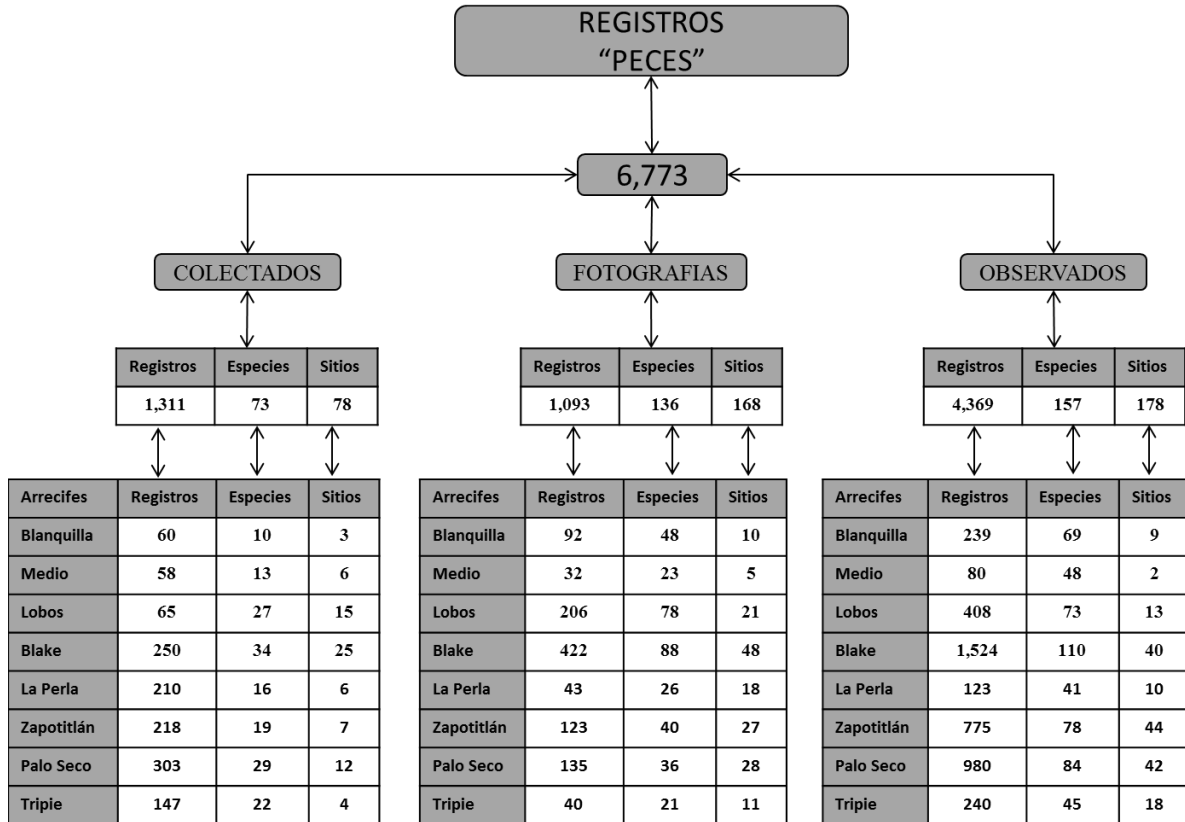 REGISTROS
“PECES”
6,773
COLECTADOS
Registros Especies Sitios
1,311 73 78
Arrecifes Registros Especies Sitios
Blanquilla 60 10 3
Medio 58 13 6
Lobos 65 27 15
Blake 250 34 25
La Perla 210 16 6
Zapotitlán 218 19 7
Palo Seco 303 29 12
Tripie 147 22 4
FOTOGRAFIAS
Registros Especies Sitios
1,093 136 168
Arrecifes Registros Especies Sitios
Blanquilla 92 48 10
Medio 32 23 5
Lobos 206 78 21
Blake 422 88 48
La Perla 43 26 18
Zapotitlán 123 40 27
Palo Seco 135 36 28
Tripie 40 21 11
OBSERVADOS
Registros Especies Sitios
4,369 157 178
Arrecifes Registros Especies Sitios
Blanquilla 239 69 9
Medio 80 48 2
Lobos 408 73 13
Blake 1,524 110 40
La Perla 123 41 10
Zapotitlán 775 78 44
Palo Seco 980 84 42
Tripie 240 45 18